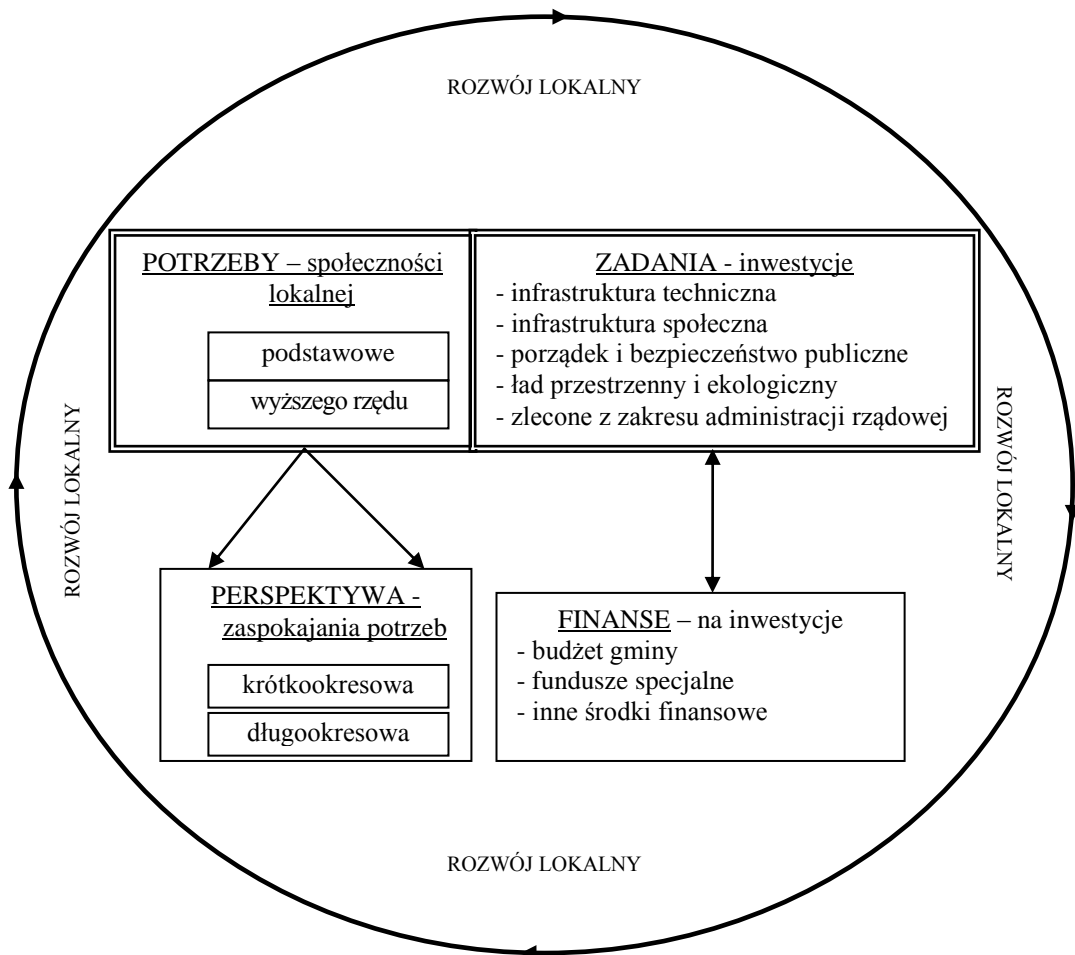 ROZWÓJ LOKALNY
POTRZEBY – społeczności
lokalnej
podstawowe
wyższego rzędu
ZADANIA - inwestycje
- infrastruktura techniczna
- infrastruktura społeczna
- porządek i bezpieczeństwo publiczne
- ład przestrzenny i ekologiczny
- zlecone z zakresu administracji rządowej
ROZWÓJ LOKALNY
ROZWÓJ LOKALNY
PERSPEKTYWA -
zaspokajania potrzeb
krótkookresowa
długookresowa
FINANSE – na inwestycje
- budżet gminy
- fundusze specjalne
- inne środki finansowe
ROZWÓJ LOKALNY